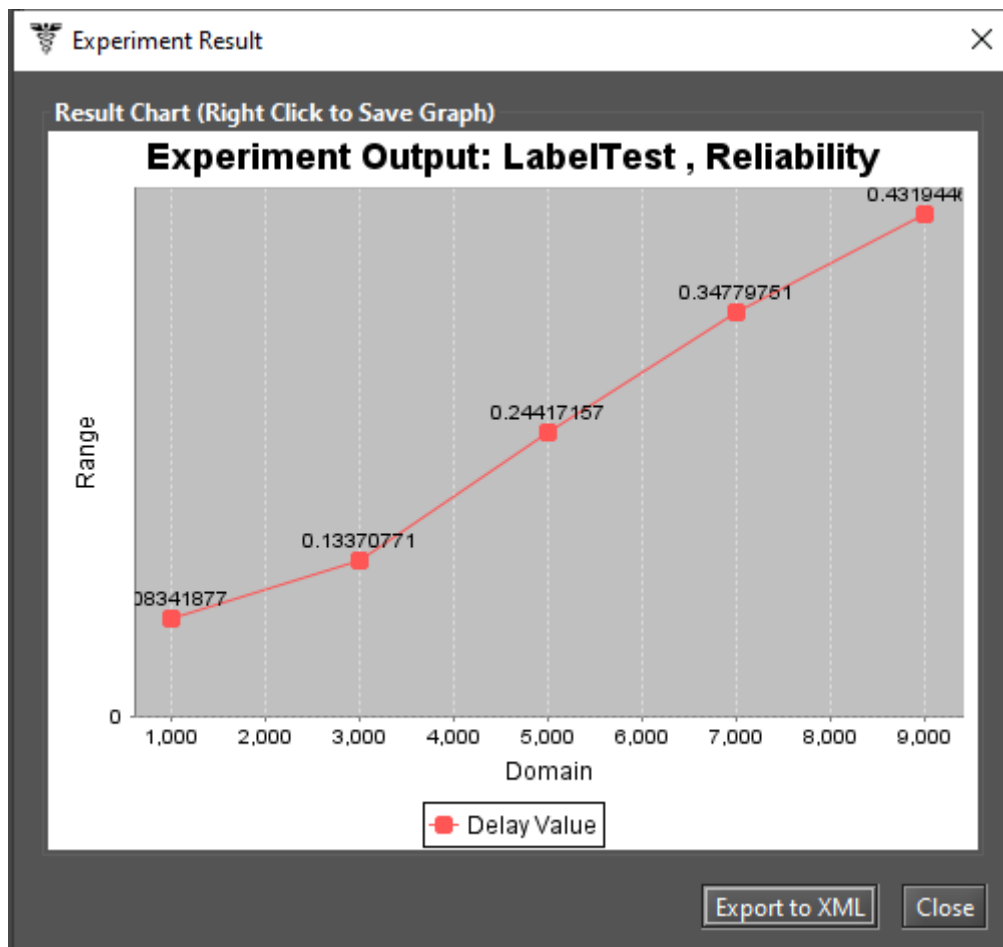 Experiment Result
Result Chart (Right Click to Save Graph)
Experiment Output: LabelTest , Reliability
0.4319446
0.34779751
0.24417157
0.13370771
08341877
Range
0
1,000 2,000 3,000 4,000 5,000 6,000 7,000 8,000 9,000
Domain
Delay Value
Export to XML Close